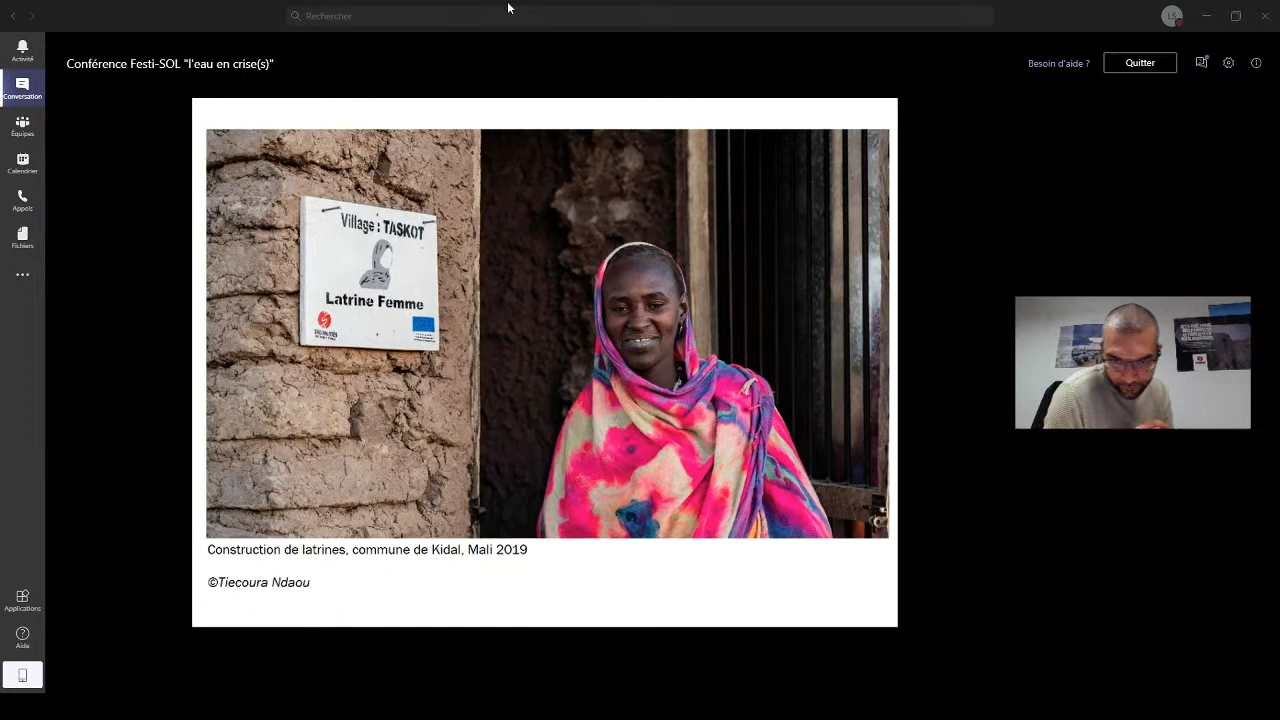 Rechercher
LS
Activité
Conférence Festi-SOL "l'eau en crise(s)"
Besoin d'aide ?
Quitter
Conversation
Équipes
Calendrier
Appels
Fichiers
Village : TASKOT
Latrine Femme
Construction de latrines, commune de Kidal, Mali 2019
©Tiecoura Ndaou
Applications
Aide